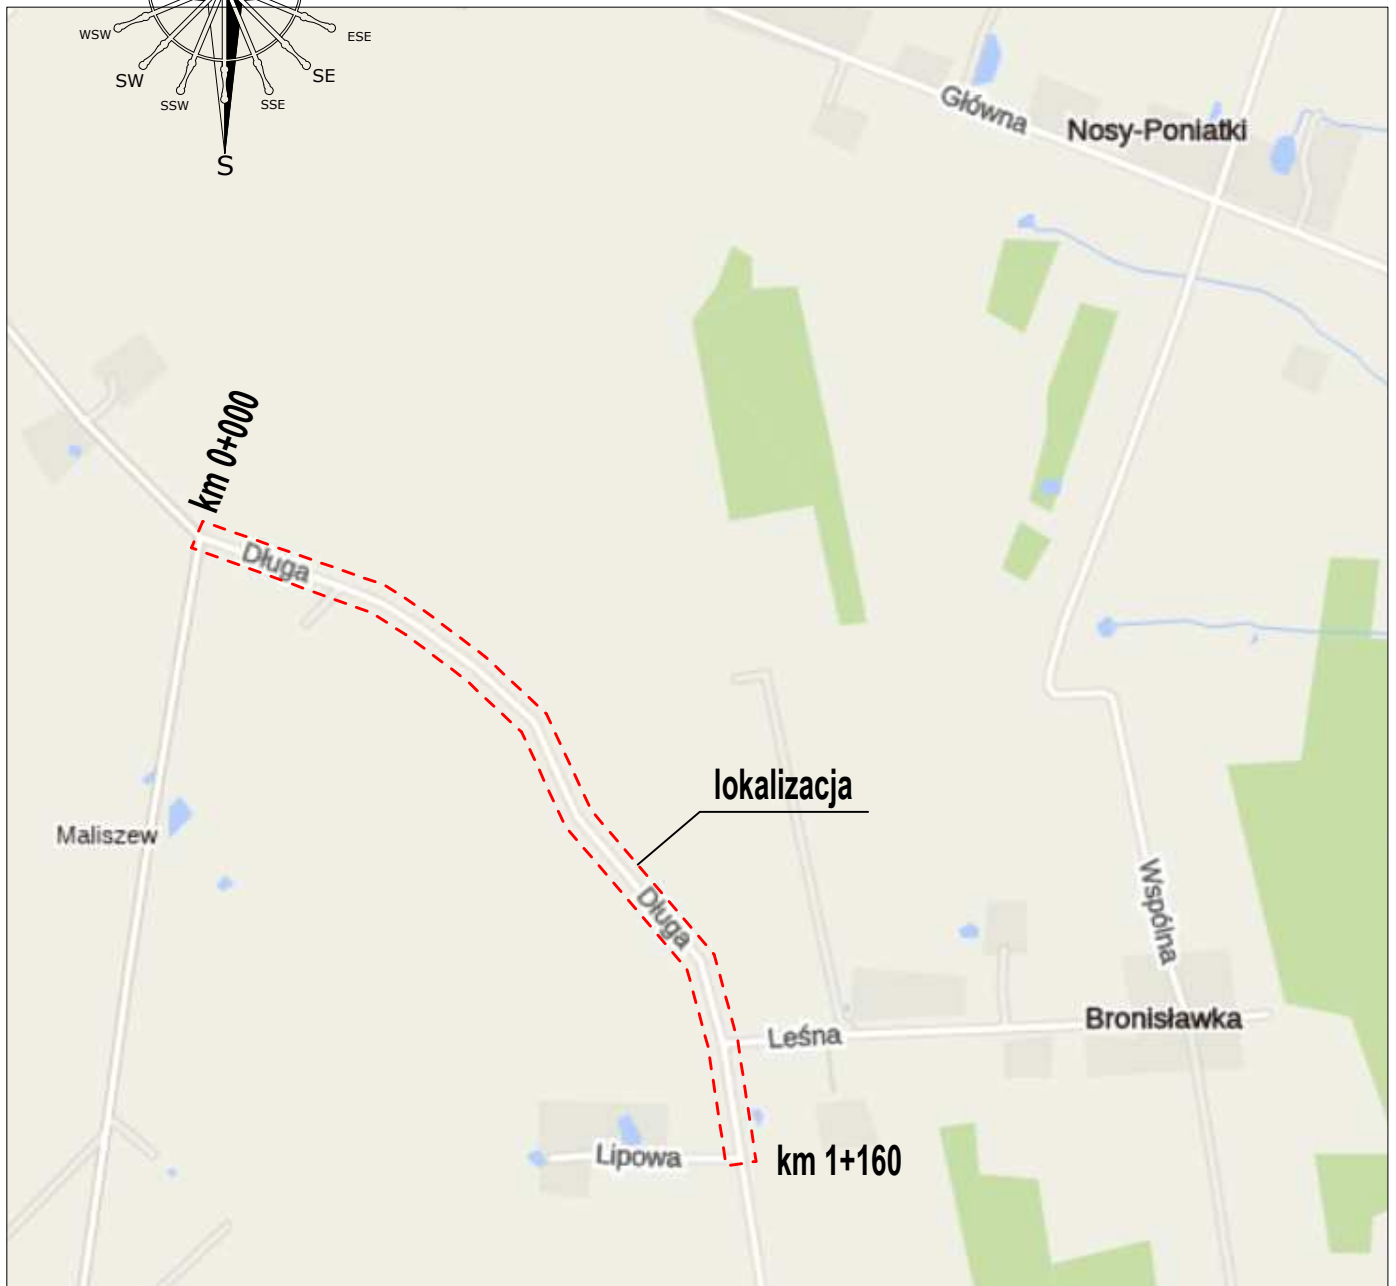 WSW
ESE
SW
SE
SSW
SSE
S
Główna
Nosy-Poniatki
km 0+000
Długa
lokalizacja
Maliszew
Długa
Wspólna
Bronisławka
Leśna
Lipowa
km 1+160